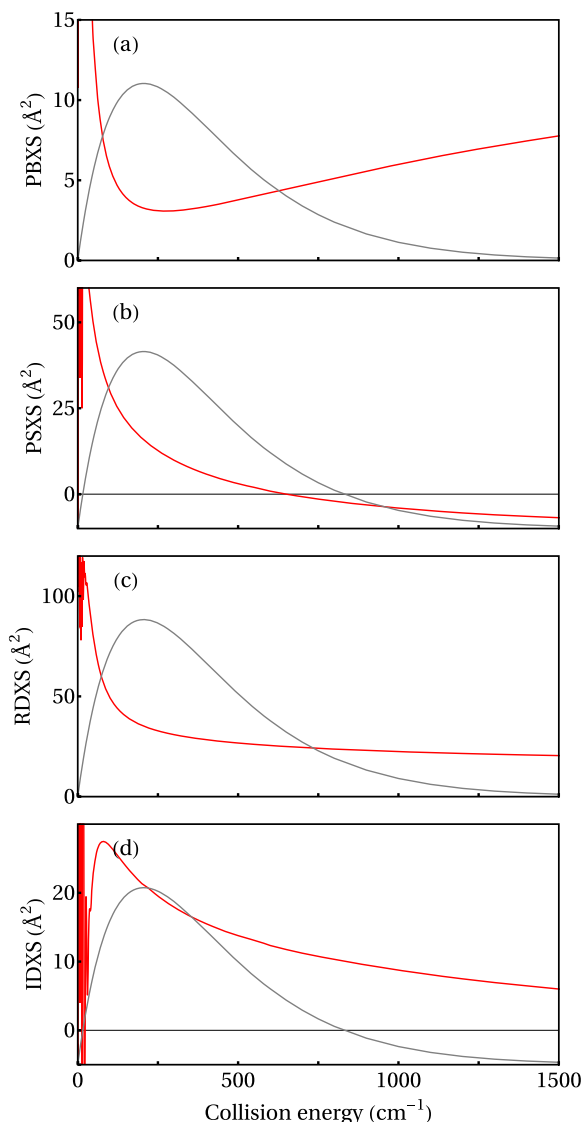 15
(a)
10
PBXS (Å²)
5
0
50
(b)
25
PSXS (Å²)
0
(c)
100
RDXS (Å²)
50
0
(d)
20
IDXS (Å²)
10
0
0 500 1000 1500
Collision energy (cm⁻¹)